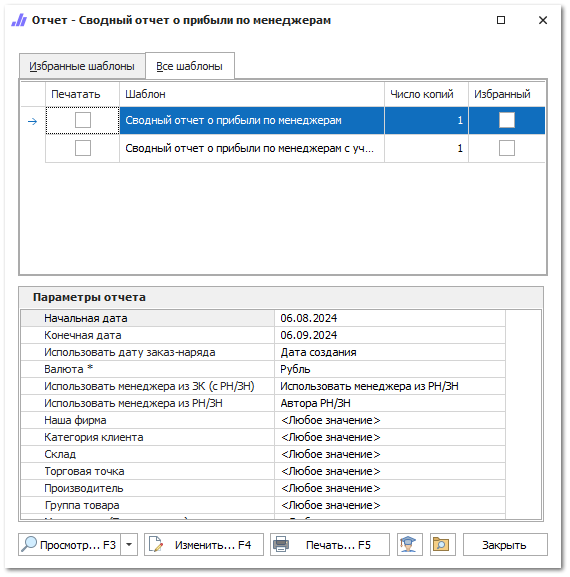 Отчет - Сводный отчет о прибыли по менеджерам
Избранные шаблоны Все шаблоны
Печатать Шаблон Число копий Избранный
Сводный отчет о прибыли по менеджерам 1
Сводный отчет о прибыли по менеджерам с уч... 1
Параметры отчета
Начальная дата 06.08.2024
Конечная дата 06.09.2024
Использовать дату заказ-наряда Дата создания
Валюта * Рубль
Использовать менеджера из ЗК (с РН/ЗН) Использовать менеджера из РН/ЗН
Использовать менеджера из РН/ЗН Автора РН/ЗН
Наша фирма <Любое значение>
Категория клиента <Любое значение>
Склад <Любое значение>
Торговая точка <Любое значение>
Производитель <Любое значение>
Группа товара <Любое значение>
Просмотр... F3 Изменить... F4 Печать... F5 Закрыть